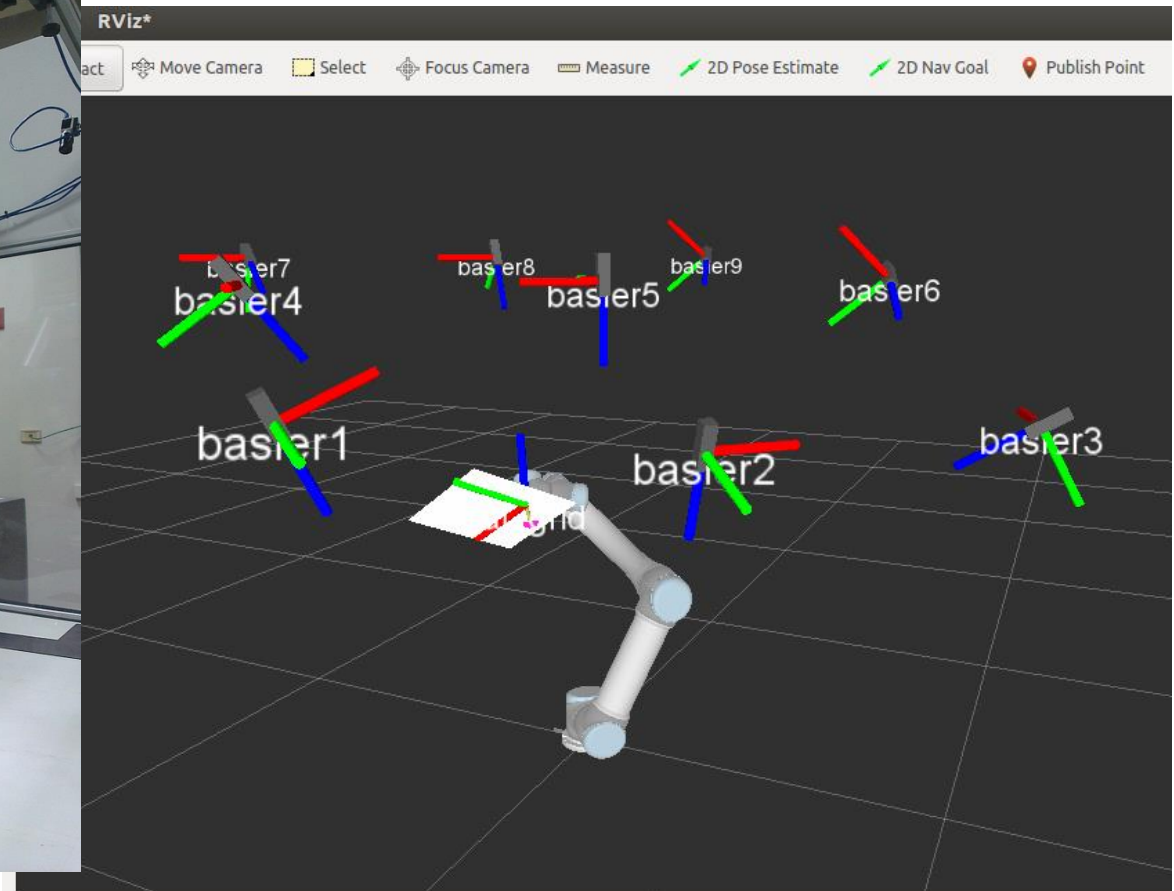 RViz*
act Move Camera Select Focus Camera Measure 2D Pose Estimate 2D Nav Goal Publish Point
basler7 basler8 basler9
basler4 basler5 basler6
basler1 basler2 basler3